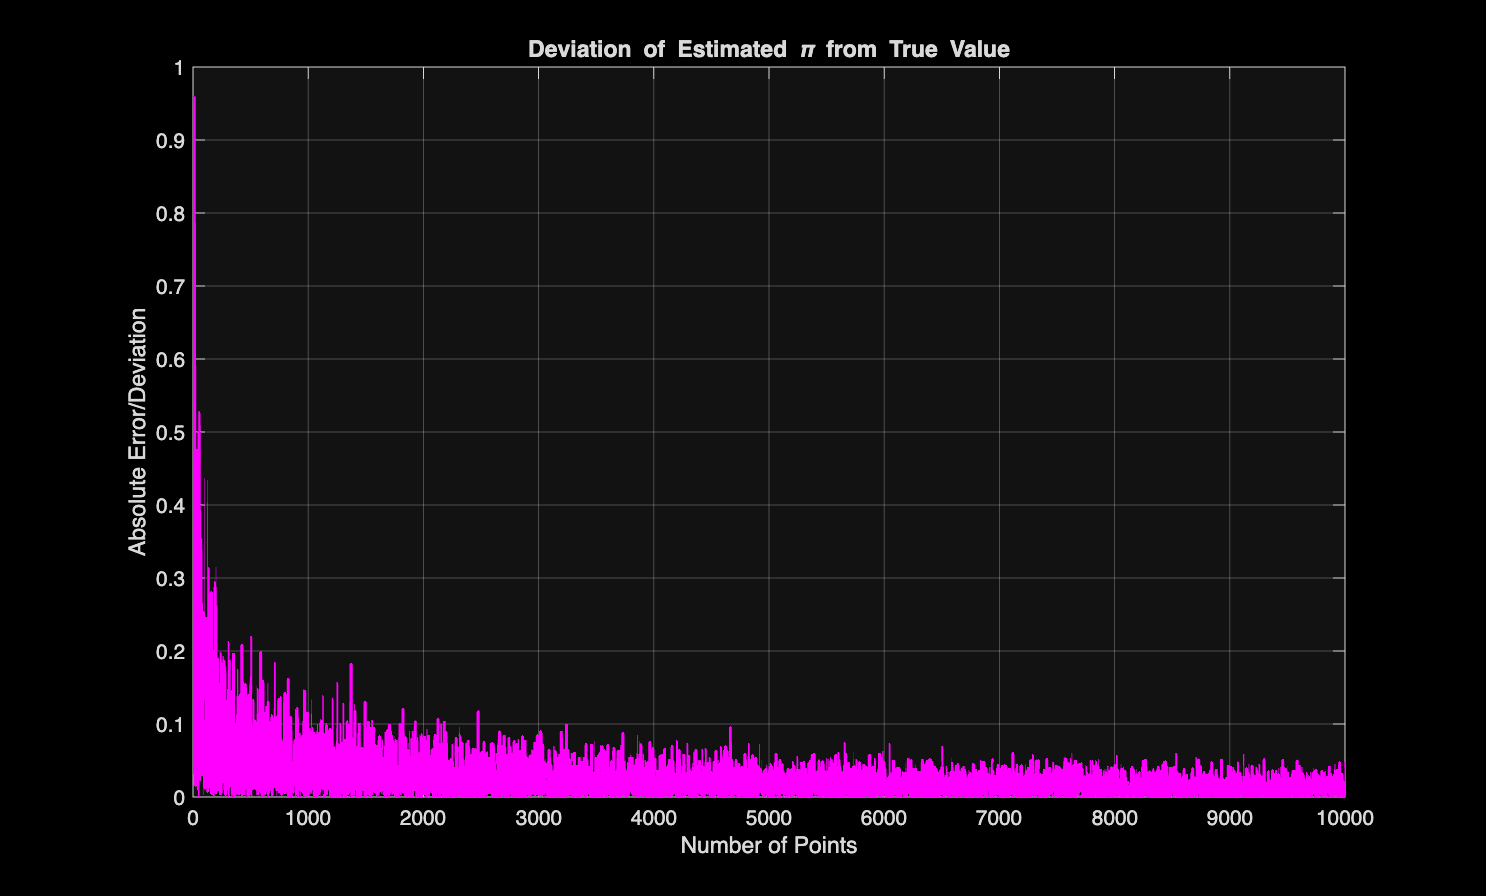 Deviation of Estimated π from True Value
1
0.9
0.8
0.7
0.6
0.5
0.4
0.3
0.2
0.1
0
Absolute Error/Deviation
0 1000 2000 3000 4000 5000 6000 7000 8000 9000 10000
Number of Points